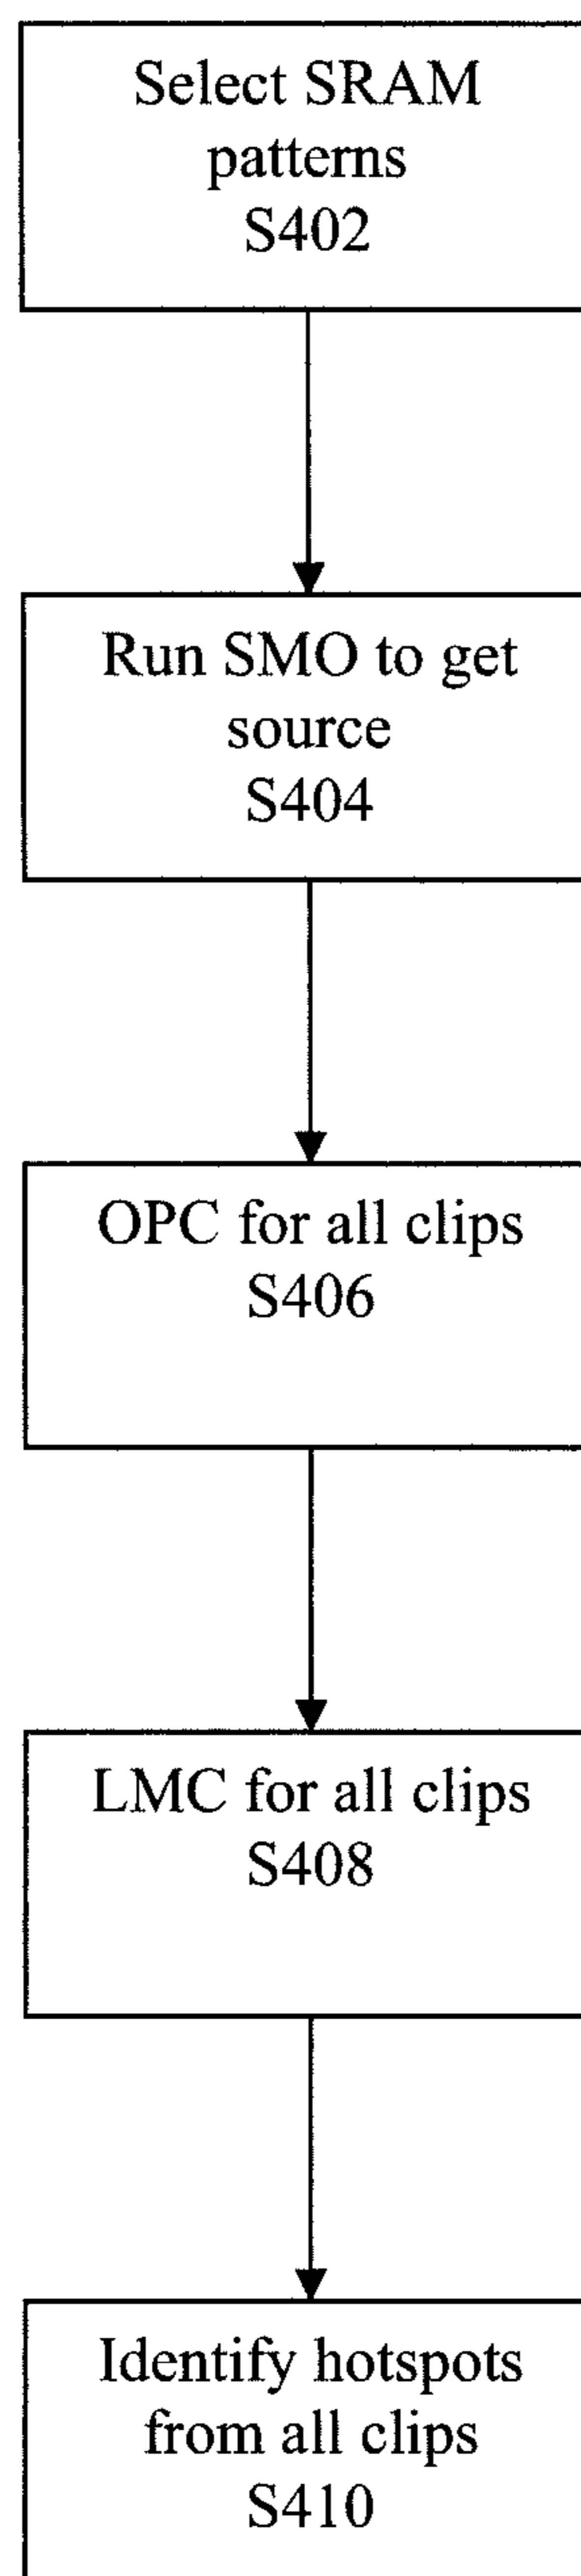 Select SRAM
patterns
S402
Run SMO to get
source
S404
OPC for all clips
S406
LMC for all clips
S408
Identify hotspots
from all clips
S410